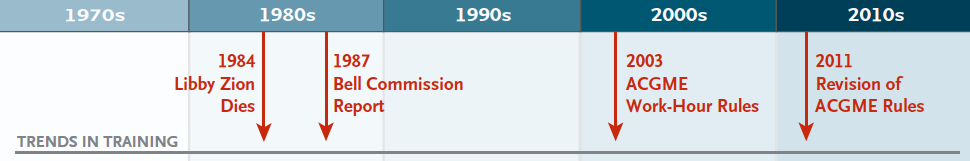 1970s
1980s
1990s
2000s
2010s
1984
Libby Zion
Dies
1987
Bell Commission
Report
2003
ACGME
Work-Hour Rules
2011
Revision of
ACGME Rules
TRENDS IN TRAINING